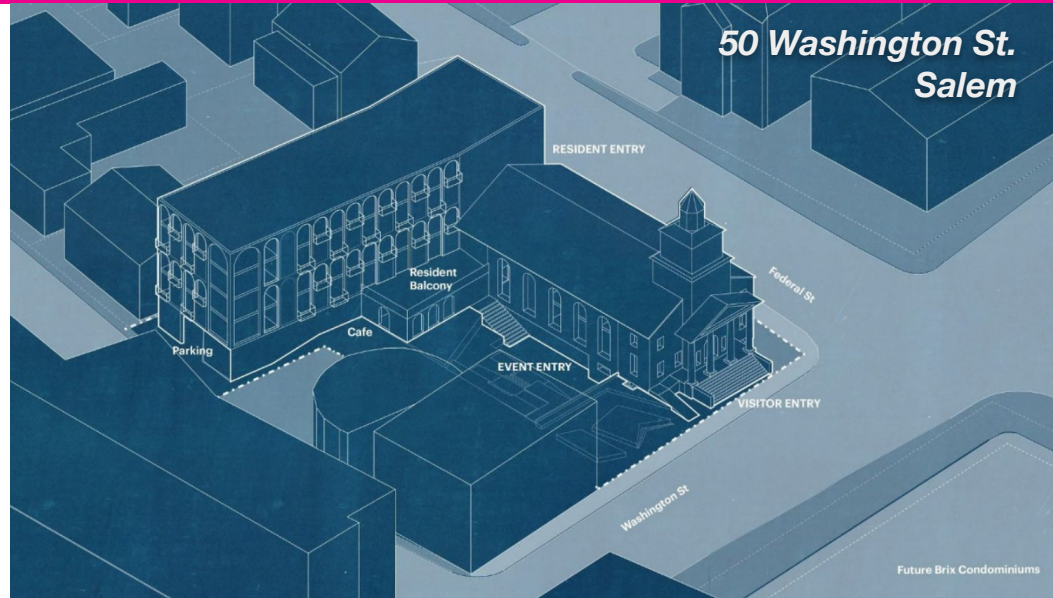 50 Washington St.
Salem
RESIDENT ENTRY
Federal St
Resident
Balcony
Cafe
Parking
EVENT ENTRY
VISITOR ENTRY
Washington St
Future Brix Condominiums